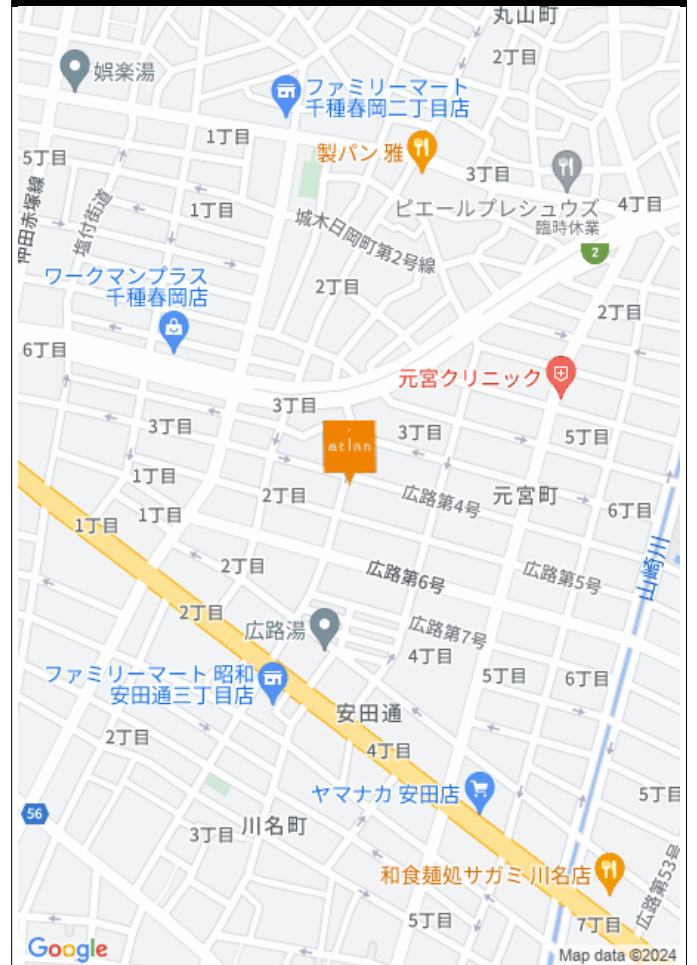 丸山町
2丁目
娯楽湯
ファミリーマート
千種春岡二丁目店
1丁目
製パン 雅
5丁目
3丁目
4丁目
ピエールプレシュウズ
臨時休業
沖田赤塚線
塩付街道
1丁目
城木日岡町第2号線
2
ワークマンプラス
千種春岡店
2丁目
2丁目
6丁目
元宮クリニック
3丁目
3丁目
3丁目
5丁目
atinn
1丁目
2丁目
広路第4号
元宮町
6丁目
1丁目
1丁目
2丁目
広路第6号
広路第5号
山崎川
2丁目
広路湯
広路第7号
4丁目
ファミリーマート 昭和
安田通三丁目店
5丁目
6丁目
安田通
2丁目
4丁目
ヤマナカ 安田店
5丁目
56
3丁目
川名町
和食麺処サガミ 川名店
広路第53号
5丁目
7丁目
Google
Map data ©2024